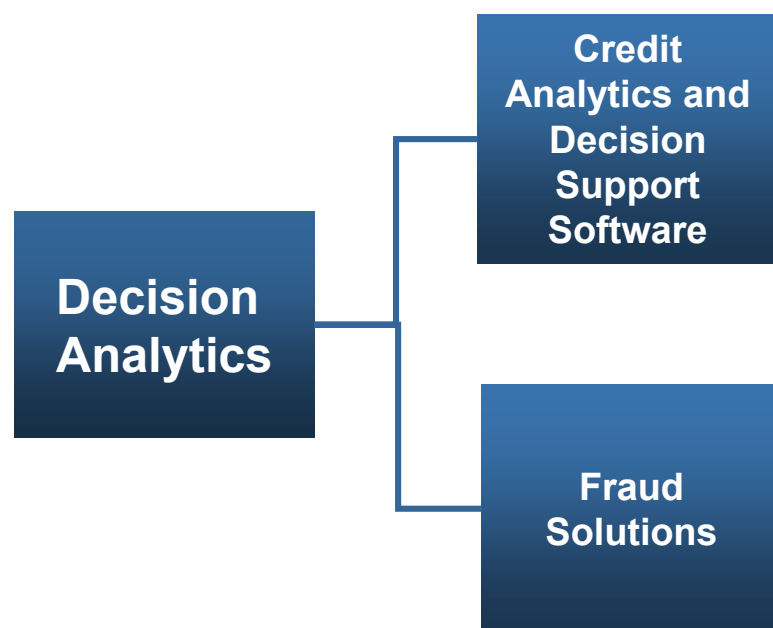 Credit
Analytics and
Decision
Support
Software
Decision
Analytics
Fraud
Solutions